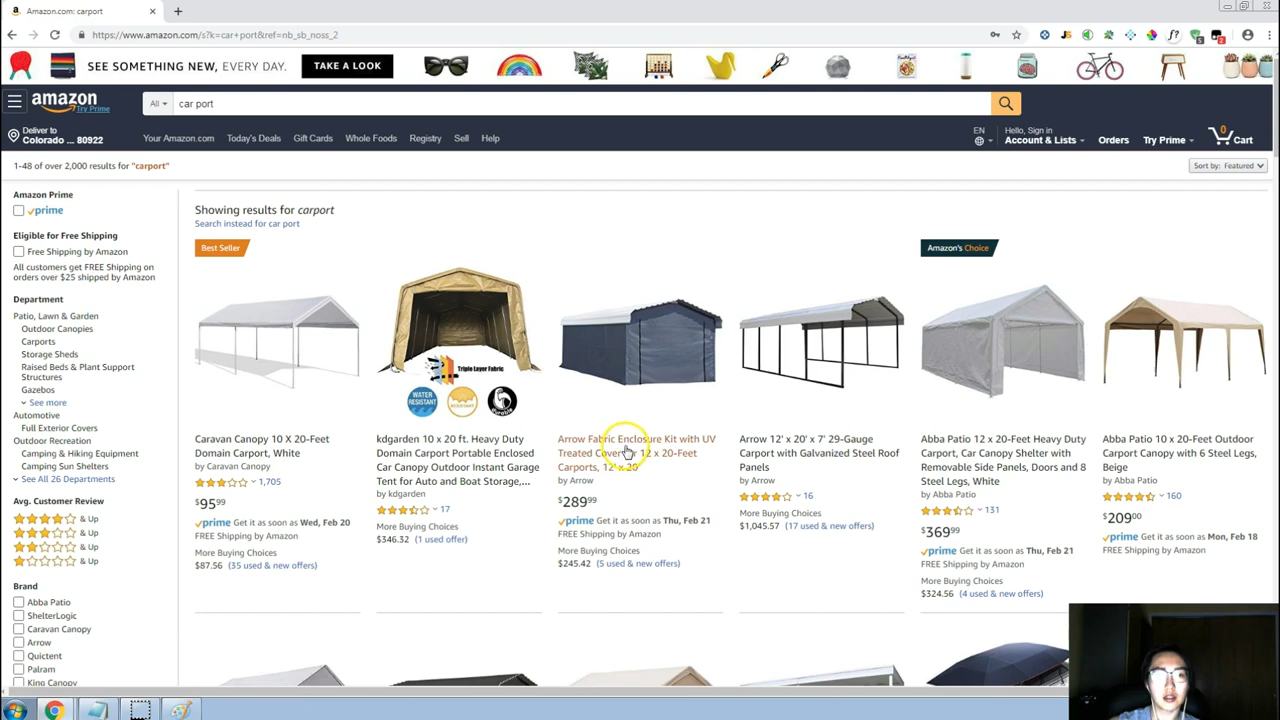 Amazon.com: carport
https://www.amazon.com/s?k=car+port&ref=nb_sb_noss_2
SEE SOMETHING NEW, EVERY DAY.
TAKE A LOOK
amazon
Try Prime
All
car port
Deliver to
Colorado ... 80922
Your Amazon.com
Today's Deals
Gift Cards
Whole Foods
Registry
Sell
Help
EN
Hello, Sign in
Account & Lists
Orders
Try Prime
0
Cart
1-48 of over 2,000 results for "carport"
Sort by: Featured
Amazon Prime
prime
Eligible for Free Shipping
Free Shipping by Amazon
All customers get FREE Shipping on
orders over $25 shipped by Amazon
Department
Patio, Lawn & Garden
Outdoor Canopies
Carports
Storage Sheds
Raised Beds & Plant Support
Structures
Gazebos
See more
Automotive
Full Exterior Covers
Outdoor Recreation
Camping & Hiking Equipment
Camping Sun Shelters
See All 26 Departments
Avg. Customer Review
& Up
& Up
& Up
& Up
Brand
Abba Patio
ShelterLogic
Caravan Canopy
Arrow
Quictent
Palram
King Canopy
Showing results for carport
Search instead for car port
Best Seller
Caravan Canopy 10 X 20-Feet
Domain Carport, White
by Caravan Canopy
1,705
$9599
prime Get it as soon as Wed, Feb 20
FREE Shipping by Amazon
More Buying Choices
$87.56 (35 used & new offers)
Triple Layer Fabric
WATER
RESISTANT
kdgarden 10 x 20 ft. Heavy Duty
Domain Carport Portable Enclosed
Car Canopy Outdoor Instant Garage
Tent for Auto and Boat Storage,...
by kdgarden
17
More Buying Choices
$346.32 (1 used offer)
Arrow Fabric Enclosure Kit with UV
Treated Cover for 12 x 20-Feet
Carports, 12' x 20'
by Arrow
$28999
prime Get it as soon as Thu, Feb 21
FREE Shipping by Amazon
More Buying Choices
$245.42 (5 used & new offers)
Arrow 12' x 20' x 7' 29-Gauge
Carport with Galvanized Steel Roof
Panels
by Arrow
16
More Buying Choices
$1,045.57 (17 used & new offers)
Amazon's Choice
Abba Patio 12 x 20-Feet Heavy Duty
Carport, Car Canopy Shelter with
Removable Side Panels, Doors and 8
Steel Legs, White
by Abba Patio
131
$36999
prime Get it as soon as Thu, Feb 21
FREE Shipping by Amazon
More Buying Choices
$324.56 (4 used & new offers)
Abba Patio 10 x 20-Feet Outdoor
Carport Canopy with 6 Steel Legs,
Beige
by Abba Patio
160
$20900
prime Get it as soon as Mon, Feb 18
FREE Shipping by Amazon